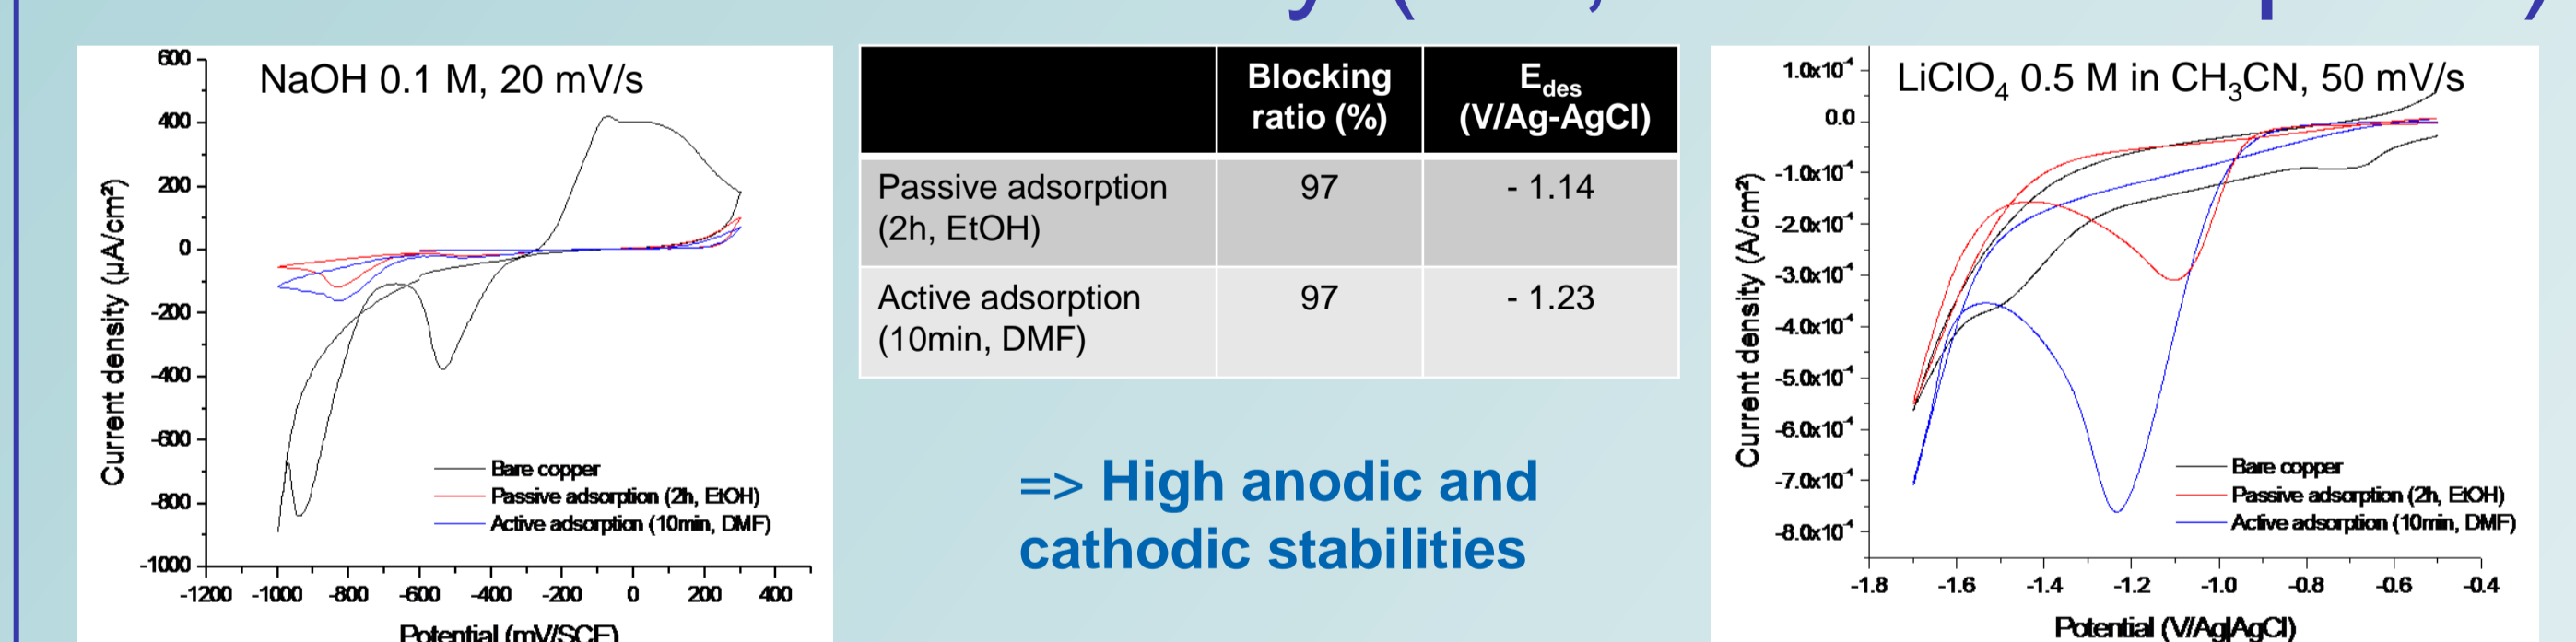 NaOH 0.1 M, 20 mV/s
600
400
200
0
-200
-400
-600
-800
-1000
Current density (µA/cm²)
Bare copper
Passive adsorption (2h, EtOH)
Active adsorption (10min, DMF)
-1200 -1000 -800 -600 -400 -200 0 200 400
Potential (mV/SCE)
Blocking ratio (%)
E_des (V/Ag-AgCl)
Passive adsorption (2h, EtOH) 97 - 1.14
Active adsorption (10min, DMF) 97 - 1.23
=> High anodic and
cathodic stabilities
LiClO₄ 0.5 M in CH₃CN, 50 mV/s
1.0x10⁻⁴
0.0
-1.0x10⁻⁴
-2.0x10⁻⁴
-3.0x10⁻⁴
-4.0x10⁻⁴
-5.0x10⁻⁴
-6.0x10⁻⁴
-7.0x10⁻⁴
-8.0x10⁻⁴
Current density (A/cm²)
Bare copper
Passive adsorption (2h, EtOH)
Active adsorption (10min, DMF)
-1.8 -1.6 -1.4 -1.2 -1.0 -0.8 -0.6 -0.4
Potential (V/Ag|AgCl)